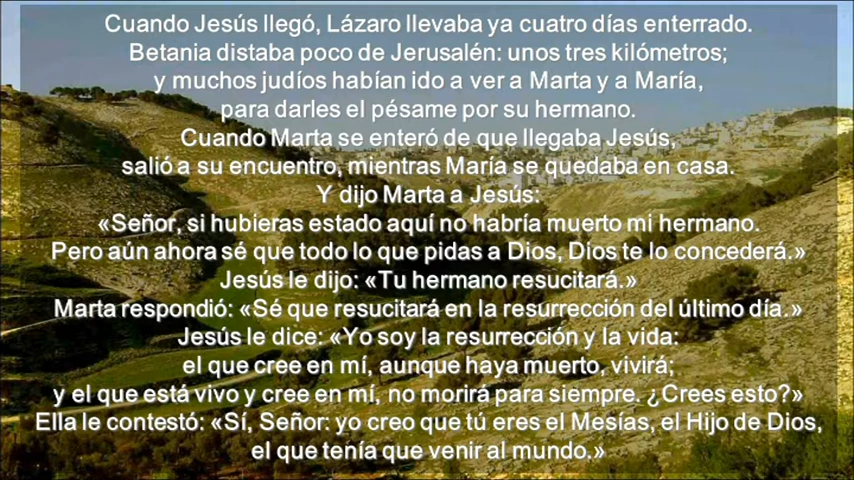 Cuando Jesús llegó, Lázaro llevaba ya cuatro días enterrado.
Betania distaba poco de Jerusalén: unos tres kilómetros;
y muchos judíos habían ido a ver a Marta y a María,
para darles el pésame por su hermano.
Cuando Marta se enteró de que llegaba Jesús,
salió a su encuentro, mientras María se quedaba en casa.
Y dijo Marta a Jesús:
«Señor, si hubieras estado aquí no habría muerto mi hermano.
Pero aún ahora sé que todo lo que pidas a Dios, Dios te lo concederá.»
Jesús le dijo: «Tu hermano resucitará.»
Marta respondió: «Sé que resucitará en la resurrección del último día.»
Jesús le dice: «Yo soy la resurrección y la vida:
el que cree en mí, aunque haya muerto, vivirá;
y el que está vivo y cree en mí, no morirá para siempre. ¿Crees esto?»
Ella le contestó: «Sí, Señor: yo creo que tú eres el Mesías, el Hijo de Dios,
el que tenía que venir al mundo.»